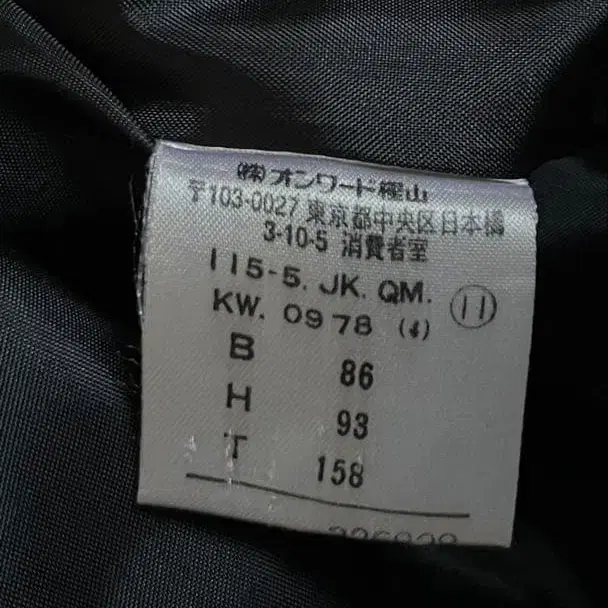 (株)オンワード樫山
〒103-0027 東京都中央区日本橋
3-10-5 消費者室
115-5. JK. QM. ⑪
KW. 0978 (4)
B 86
H 93
T 158